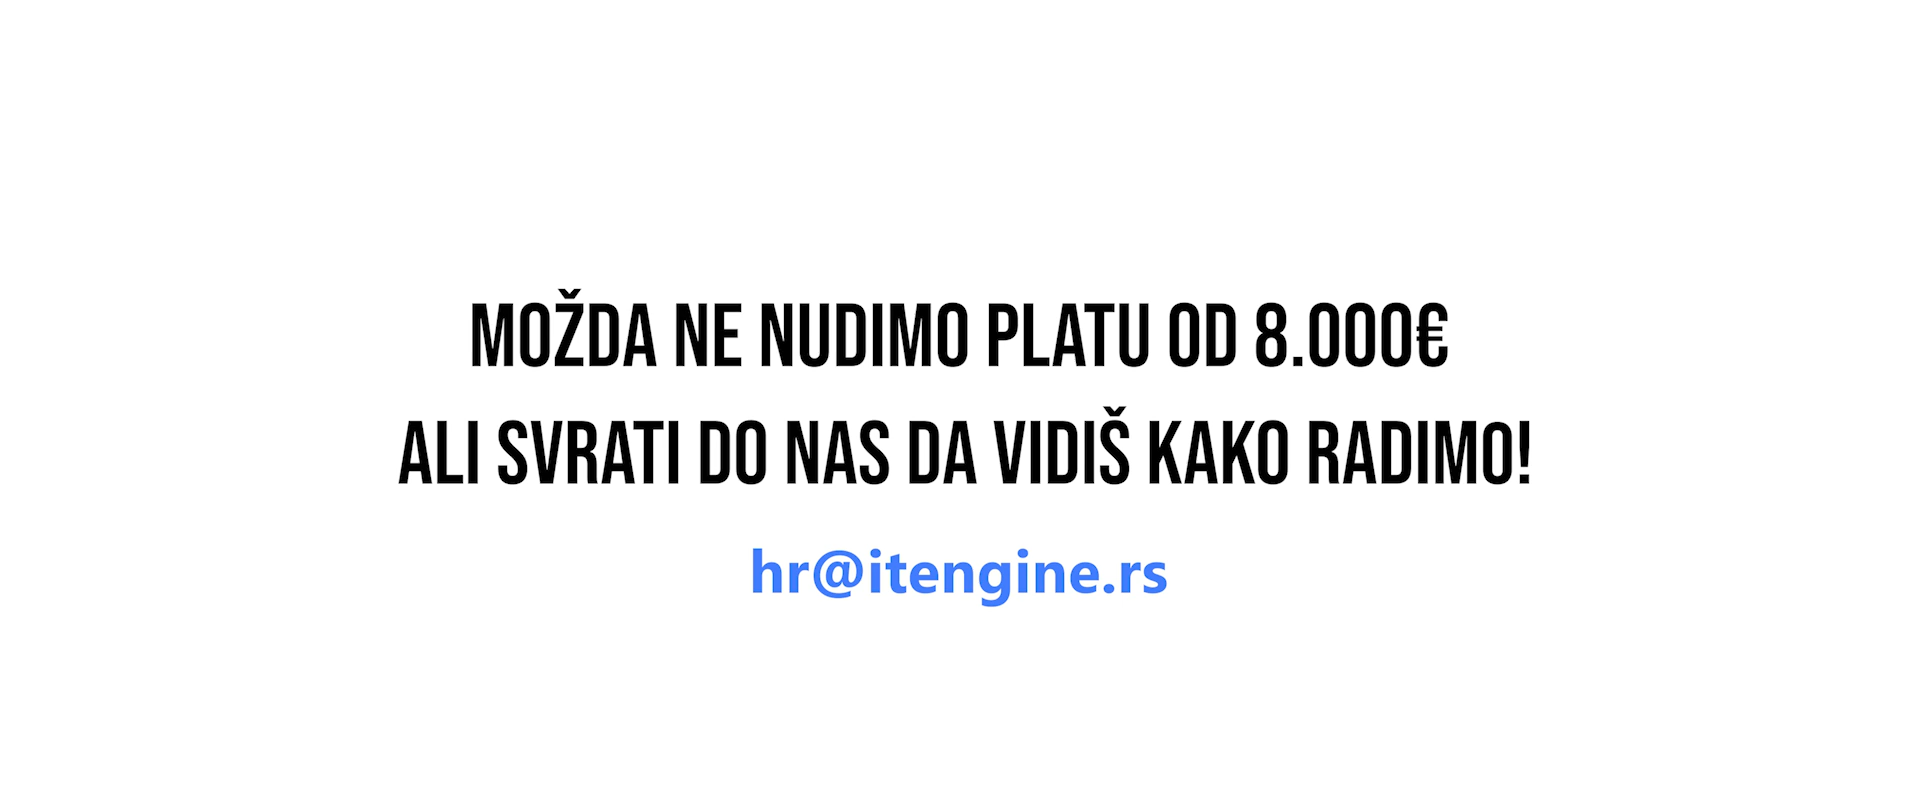 MOŽDA NE NUDIMO PLATU OD 8.000€
ALI SVRATI DO NAS DA VIDIŠ KAKO RADIMO!
hr@itengine.rs